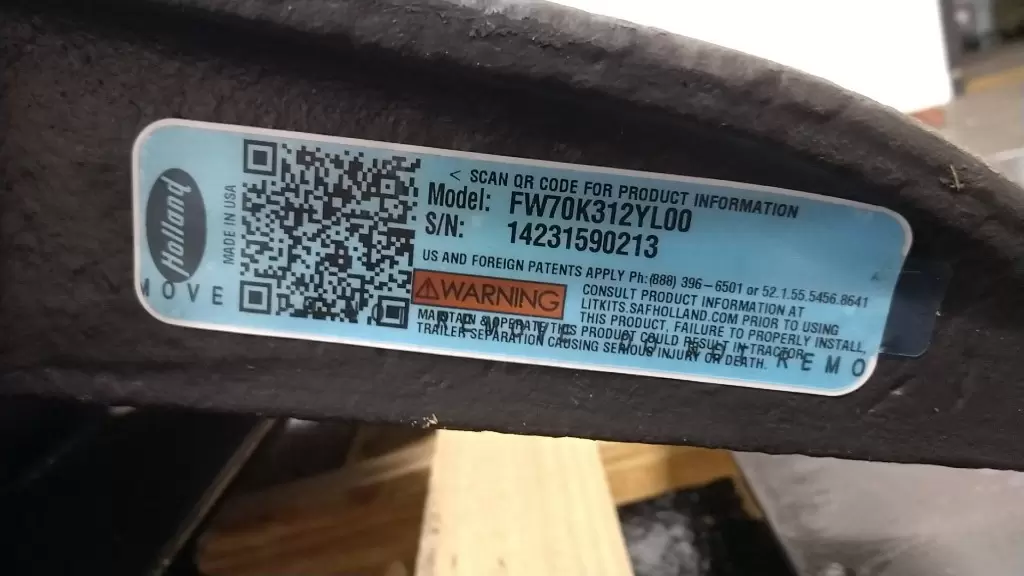 Holland
MADE IN USA
< SCAN QR CODE FOR PRODUCT INFORMATION
Model: FW70K312YL00
S/N: 14231590213
US AND FOREIGN PATENTS APPLY Ph:(888) 396-6501 or 52.1.55.5456.8641
WARNING
CONSULT PRODUCT INFORMATION AT
LITKITS.SAFHOLLAND.COM PRIOR TO USING
THIS PRODUCT, FAILURE TO PROPERLY INSTALL,
MAINTAIN & OPERATE THIS PRODUCT COULD RESULT IN TRACTOR
TRAILER SEPARATION CAUSING SERIOUS INJURY OR DEATH.
MOVE REMOVE DO NOT REMO